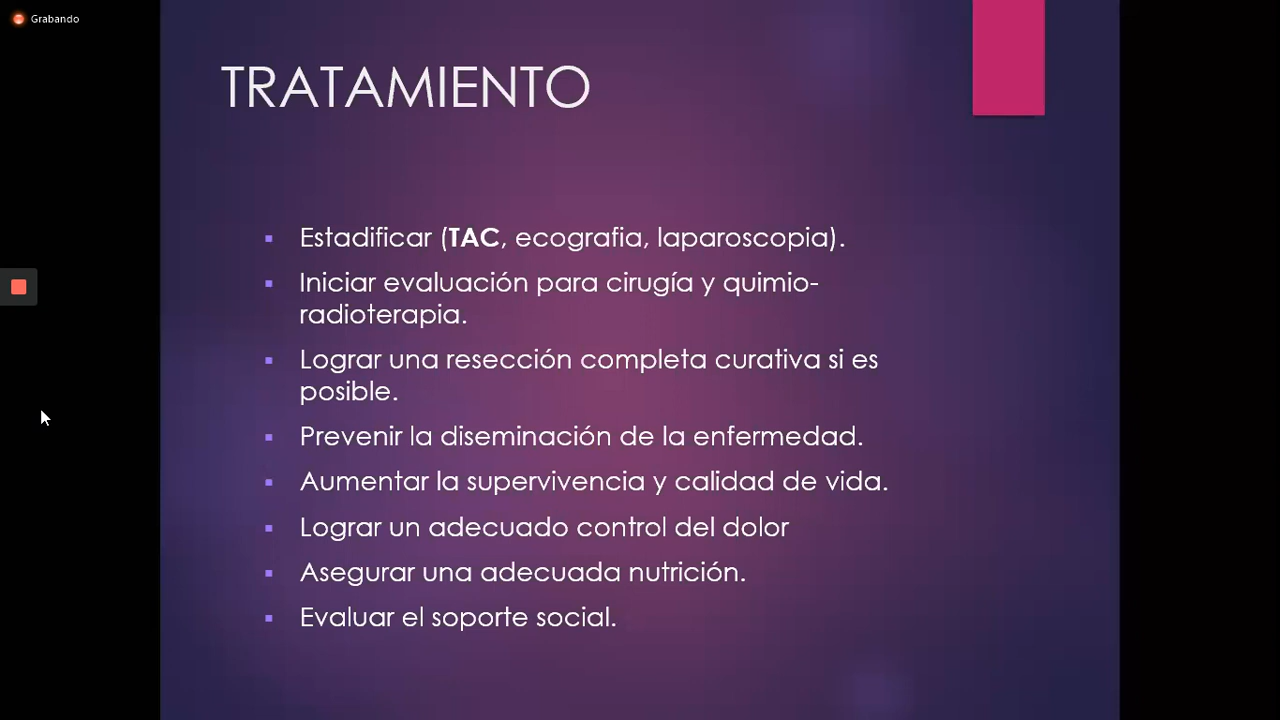 Grabando
TRATAMIENTO
▪ Estadificar (TAC, ecografia, laparoscopia).
▪ Iniciar evaluación para cirugía y quimio-
radioterapia.
▪ Lograr una resección completa curativa si es
posible.
▪ Prevenir la diseminación de la enfermedad.
▪ Aumentar la supervivencia y calidad de vida.
▪ Lograr un adecuado control del dolor
▪ Asegurar una adecuada nutrición.
▪ Evaluar el soporte social.